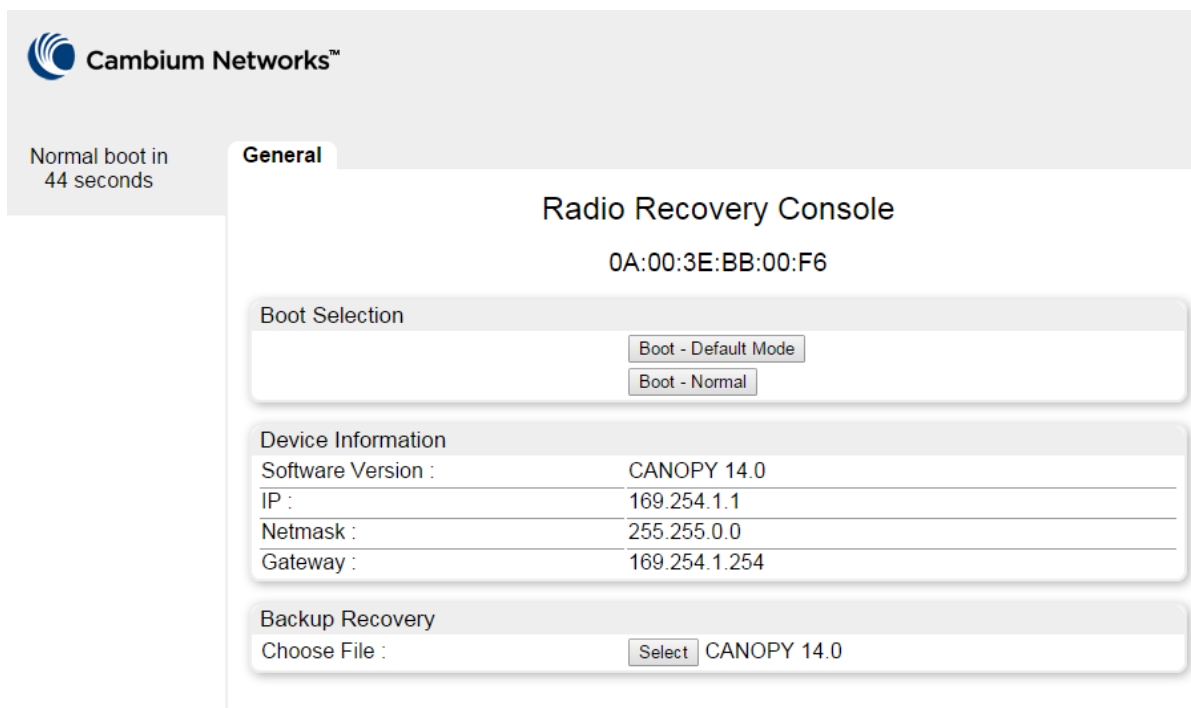 Cambium Networks™
Normal boot in
44 seconds
General
Radio Recovery Console
0A:00:3E:BB:00:F6
Boot Selection
Boot - Default Mode
Boot - Normal
Device Information
Software Version : CANOPY 14.0
IP : 169.254.1.1
Netmask : 255.255.0.0
Gateway : 169.254.1.254
Backup Recovery
Choose File : Select CANOPY 14.0